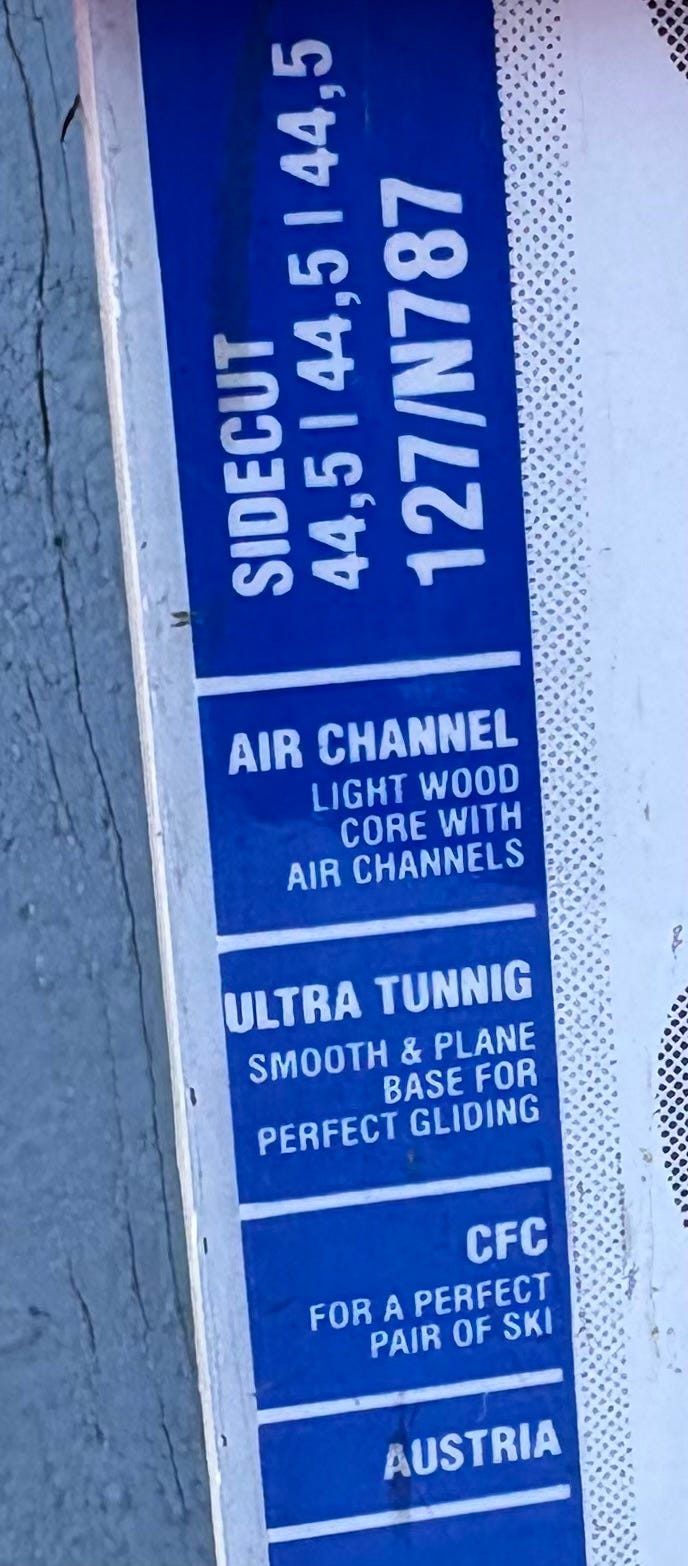 SIDECUT
44,5 | 44,5 | 44,5
127/N787
AIR CHANNEL
LIGHT WOOD
CORE WITH
AIR CHANNELS
ULTRA TUNNIG
SMOOTH & PLANE
BASE FOR
PERFECT GLIDING
CFC
FOR A PERFECT
PAIR OF SKI
AUSTRIA